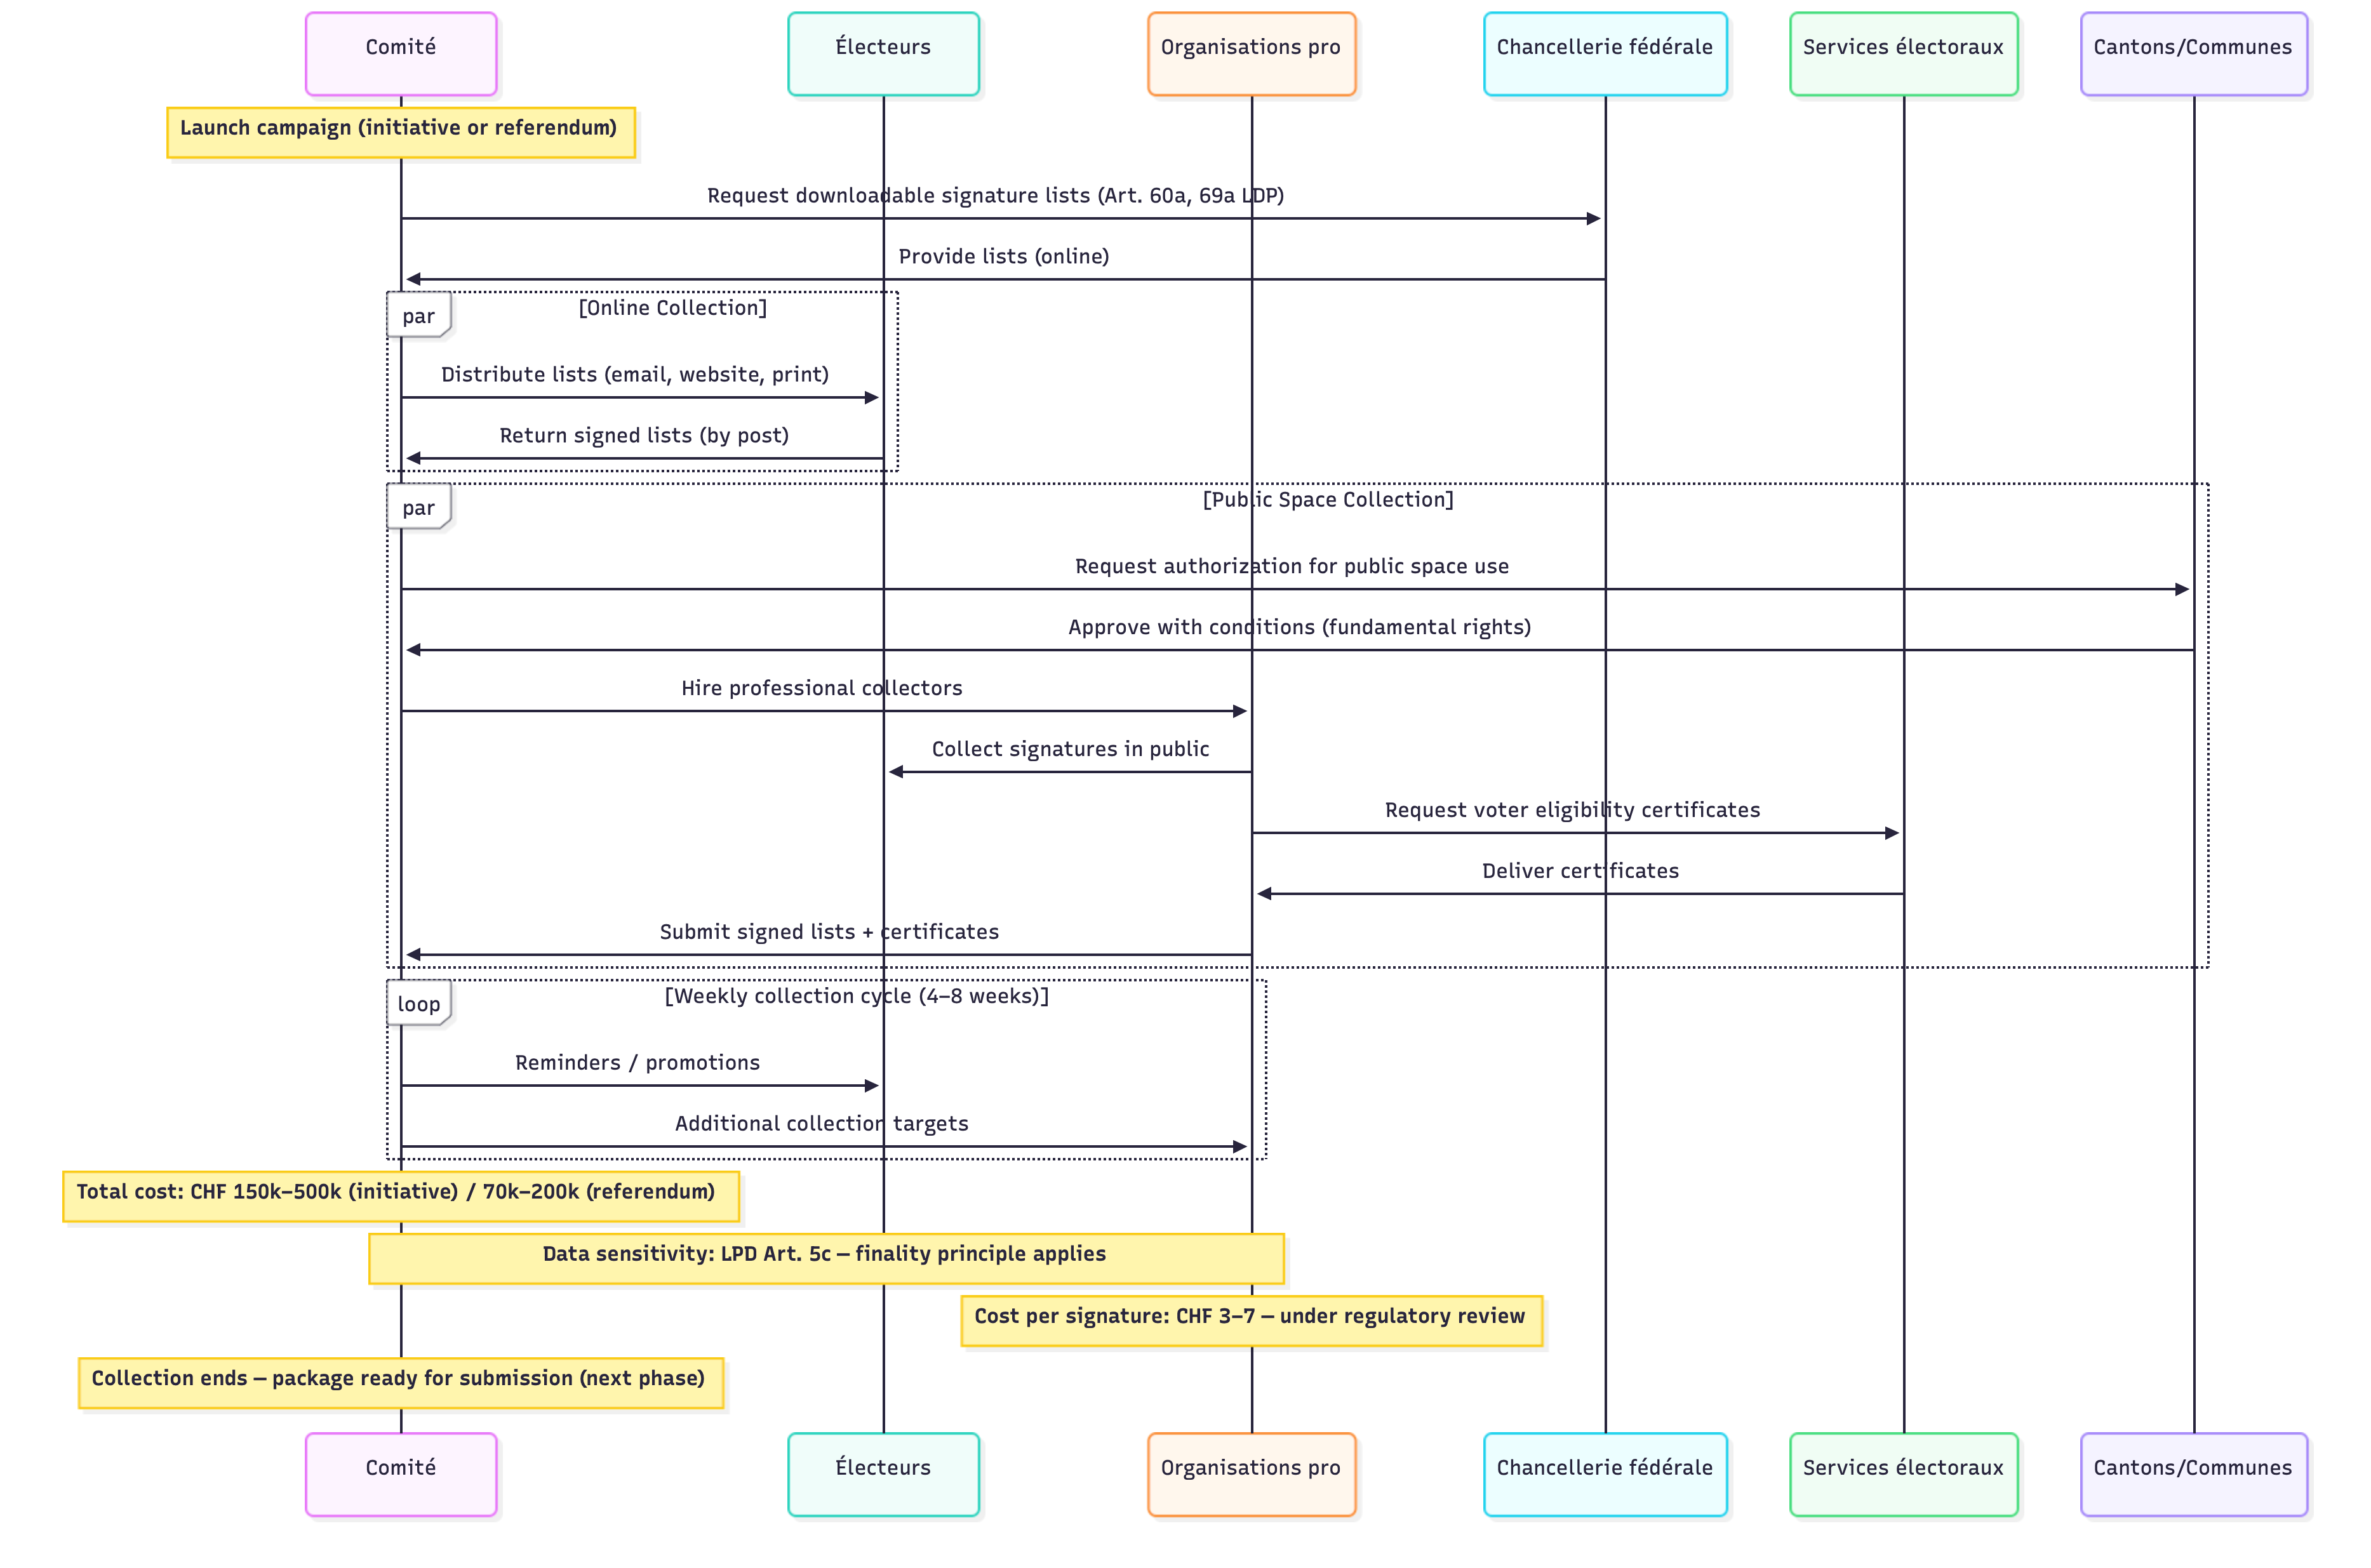 Comité
Électeurs
Organisations pro
Chancellerie fédérale
Services électoraux
Cantons/Communes
Launch campaign (initiative or referendum)
Request downloadable signature lists (Art. 60a, 69a LDP)
Provide lists (online)
par
[Online Collection]
Distribute lists (email, website, print)
Return signed lists (by post)
par
[Public Space Collection]
Request authorization for public space use
Approve with conditions (fundamental rights)
Hire professional collectors
Collect signatures in public
Request voter eligibility certificates
Deliver certificates
Submit signed lists + certificates
loop
[Weekly collection cycle (4–8 weeks)]
Reminders / promotions
Additional collection targets
Total cost: CHF 150k–500k (initiative) / 70k–200k (referendum)
Data sensitivity: LPD Art. 5c — finality principle applies
Cost per signature: CHF 3–7 — under regulatory review
Collection ends — package ready for submission (next phase)
Comité
Électeurs
Organisations pro
Chancellerie fédérale
Services électoraux
Cantons/Communes